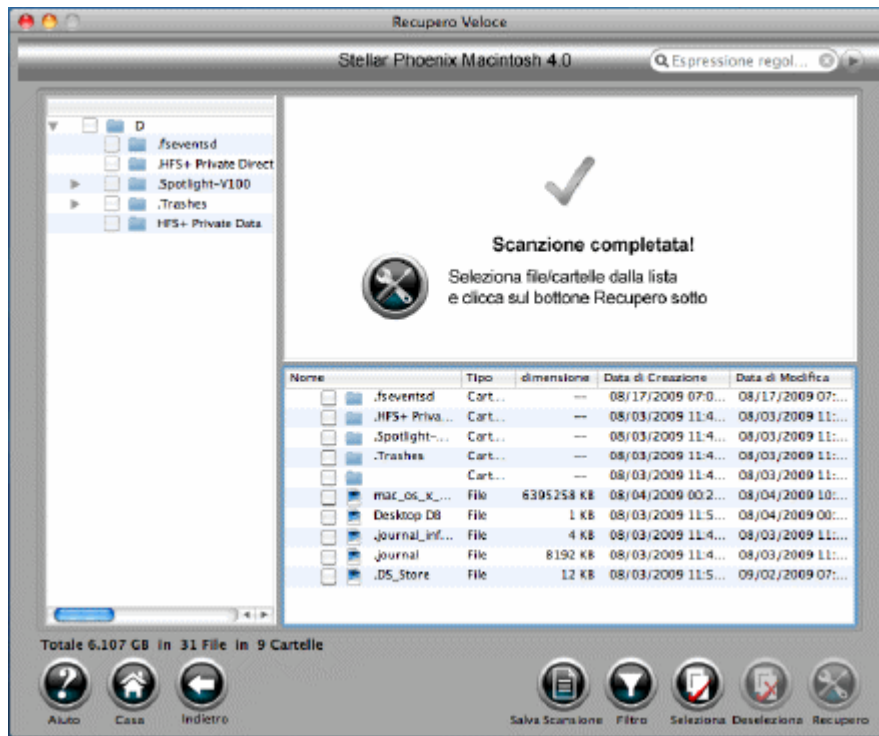 Recupero Veloce
Stellar Phoenix Macintosh 4.0
Espressione regol...
D
.fseventsd
.HFS+ Private Direct
.Spotlight-V100
.Trashes
HFS+ Private Data
Scanzione completata!
Seleziona file/cartelle dalla lista
e clicca sul bottone Recupero sotto
Nome Tipo dimensione Data di Creazione Data di Modifica
.fseventsd Cart... -- 08/17/2009 07:0... 08/17/2009 07:...
.HFS+ Priva... Cart... -- 08/03/2009 11:4... 08/03/2009 11:...
.Spotlight-... Cart... -- 08/03/2009 11:4... 08/03/2009 11:...
.Trashes Cart... -- 08/03/2009 11:4... 08/03/2009 11:...
Cart... -- 08/03/2009 11:4... 08/03/2009 11:...
mac_os_x_... File 6395258 KB 08/04/2009 00:2... 08/04/2009 10:...
Desktop DB File 1 KB 08/03/2009 11:5... 08/04/2009 00:...
.journal_inf... File 4 KB 08/03/2009 11:4... 08/03/2009 11:...
.journal File 8192 KB 08/03/2009 11:4... 08/03/2009 11:...
.DS_Store File 12 KB 08/03/2009 11:5... 09/02/2009 07:...
Totale 6.107 GB in 31 File in 9 Cartelle
Aiuto Casa Indietro Salva Scansione Filtro Seleziona Deseleziona Recupero